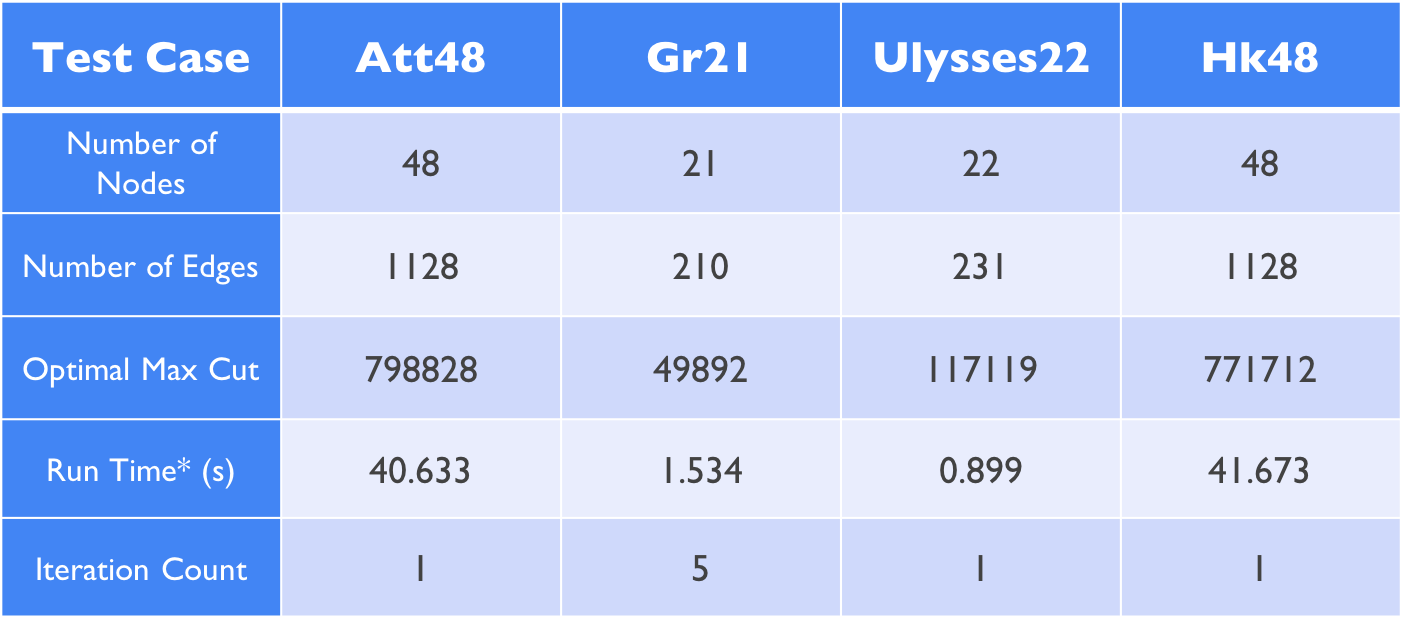 Test Case Att48 Gr21 Ulysses22 Hk48
Number of
Nodes 48 21 22 48
Number of Edges 1128 210 231 1128
Optimal Max Cut 798828 49892 117119 771712
Run Time* (s) 40.633 1.534 0.899 41.673
Iteration Count 1 5 1 1